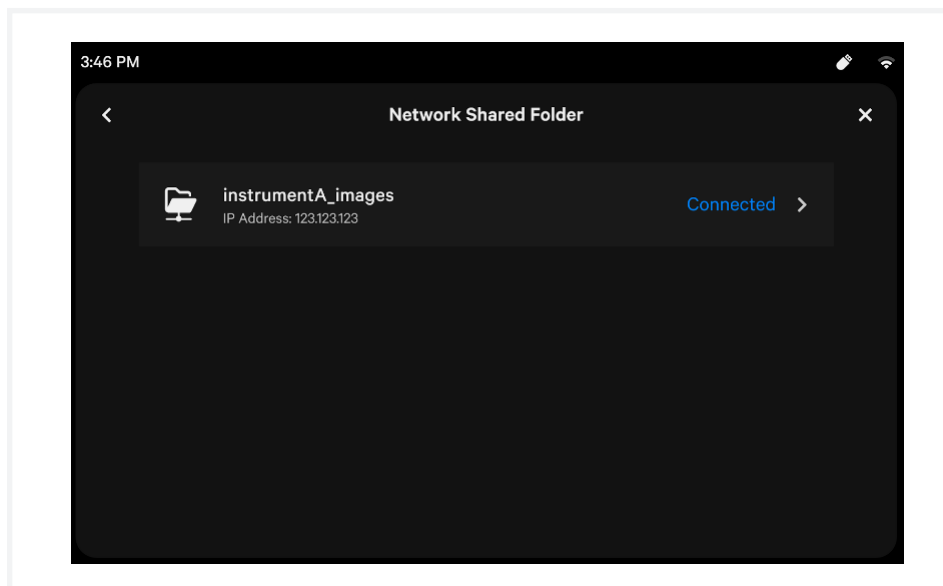 3:46 PM
Network Shared Folder
instrumentA_images
IP Address: 123.123.123
Connected